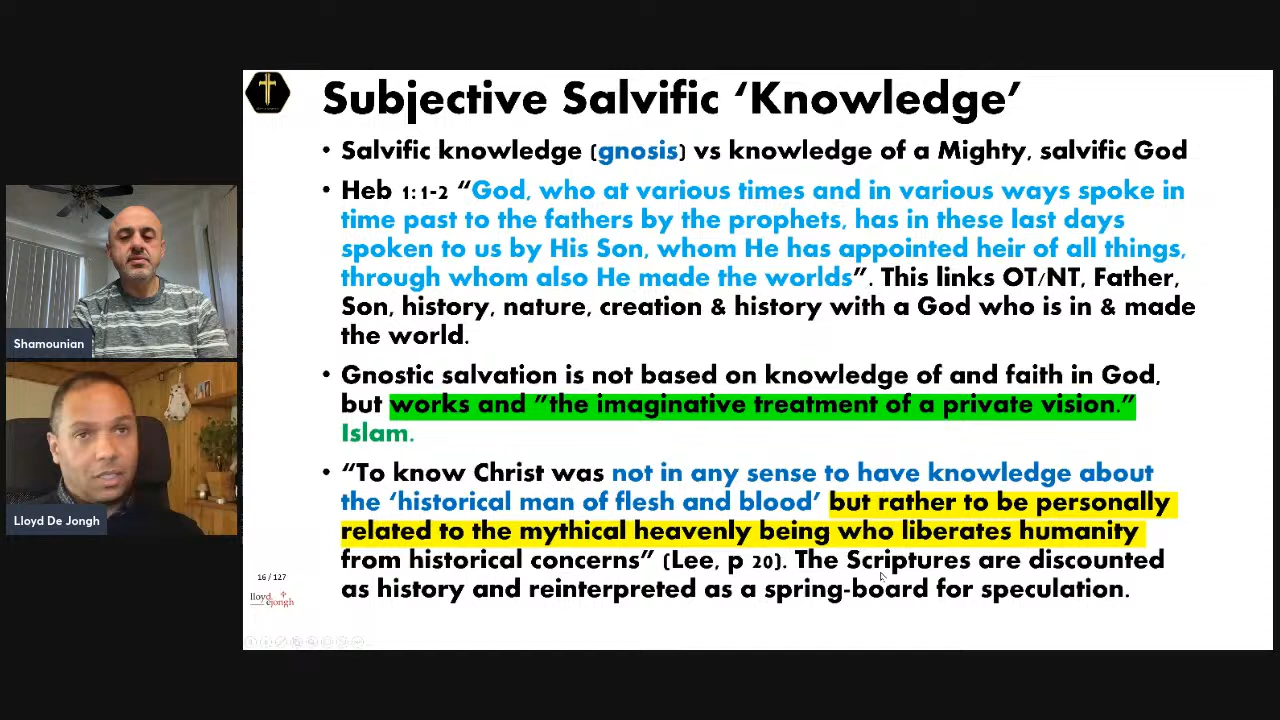 Subjective Salvific ‘Knowledge’
• Salvific knowledge (gnosis) vs knowledge of a Mighty, salvific God
• Heb 1:1-2 “God, who at various times and in various ways spoke in
time past to the fathers by the prophets, has in these last days
spoken to us by His Son, whom He has appointed heir of all things,
through whom also He made the worlds”. This links OT/NT, Father,
Son, history, nature, creation & history with a God who is in & made
the world.
• Gnostic salvation is not based on knowledge of and faith in God,
but works and ”the imaginative treatment of a private vision.”
Islam.
• “To know Christ was not in any sense to have knowledge about
the ‘historical man of flesh and blood’ but rather to be personally
related to the mythical heavenly being who liberates humanity
from historical concerns” (Lee, p 20). The Scriptures are discounted
as history and reinterpreted as a spring-board for speculation.
16 / 127
lloyd
dejongh
Shamounian
Lloyd De Jongh